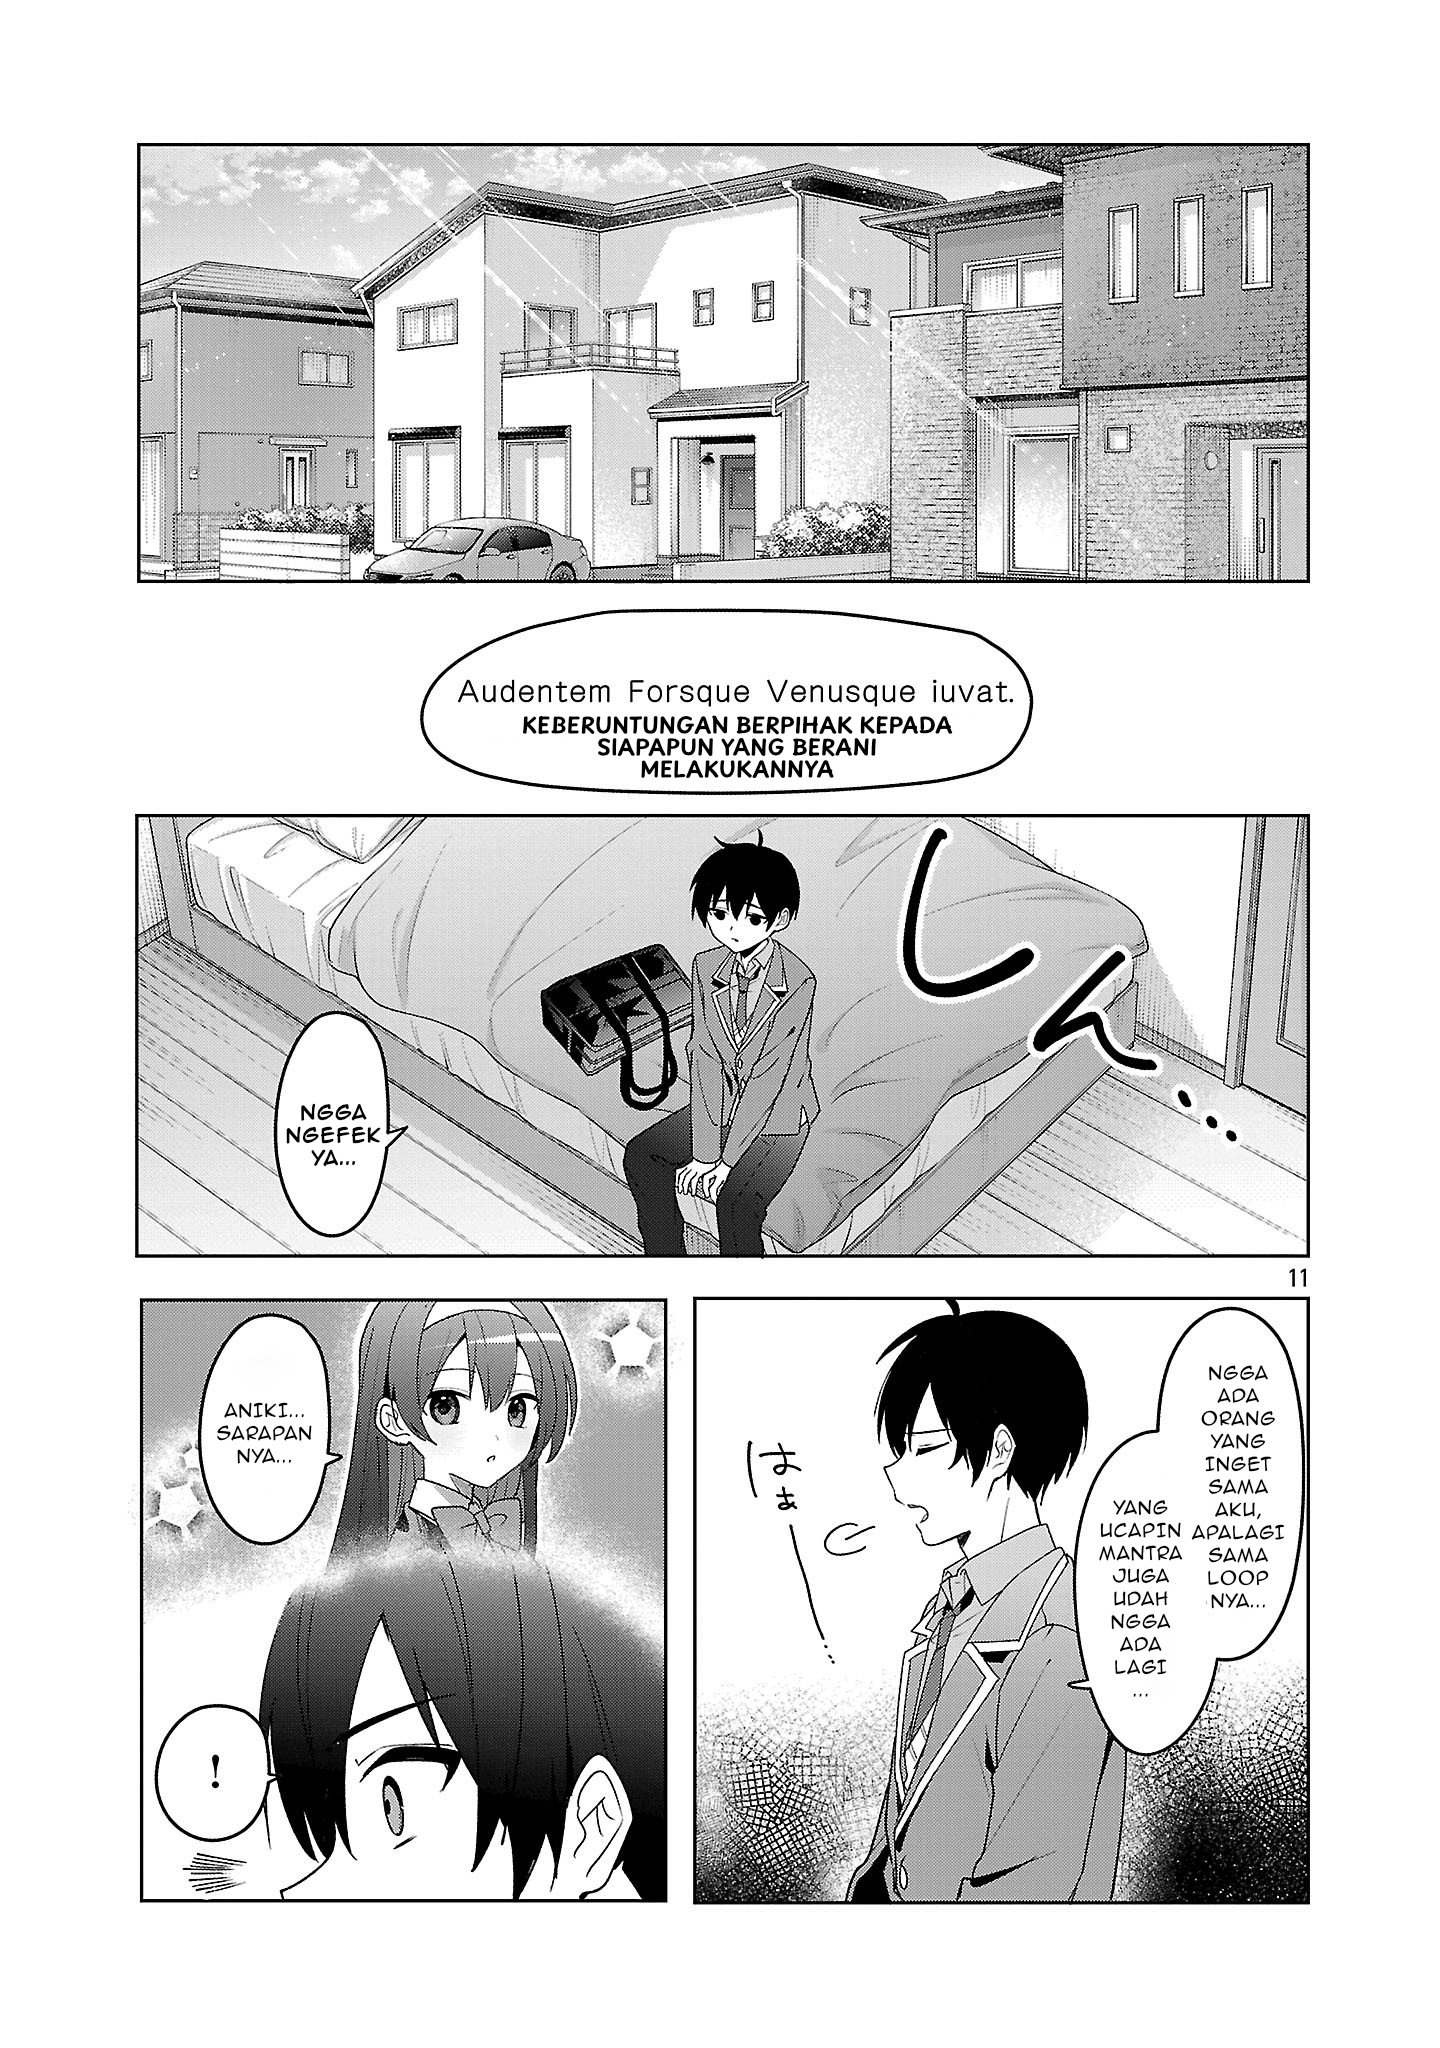 Audentem Forsque Venusque iuvat.
KEBERUNTUNGAN BERPIHAK KEPADA
SIAPAPUN YANG BERANI
MELAKUKANNYA
しん...
NGGA
NGEFEK
YA...
11
NGGA
ADA
ORANG
YANG
INGET
SAMA
AKU,
APALAGI
SAMA
LOOP
NYA...
YANG
UCAPIN
MANTRA
JUGA
UDAH
NGGA
ADA
LAGI
...
はぁ
ANIKI...
SARAPAN
NYA...
!